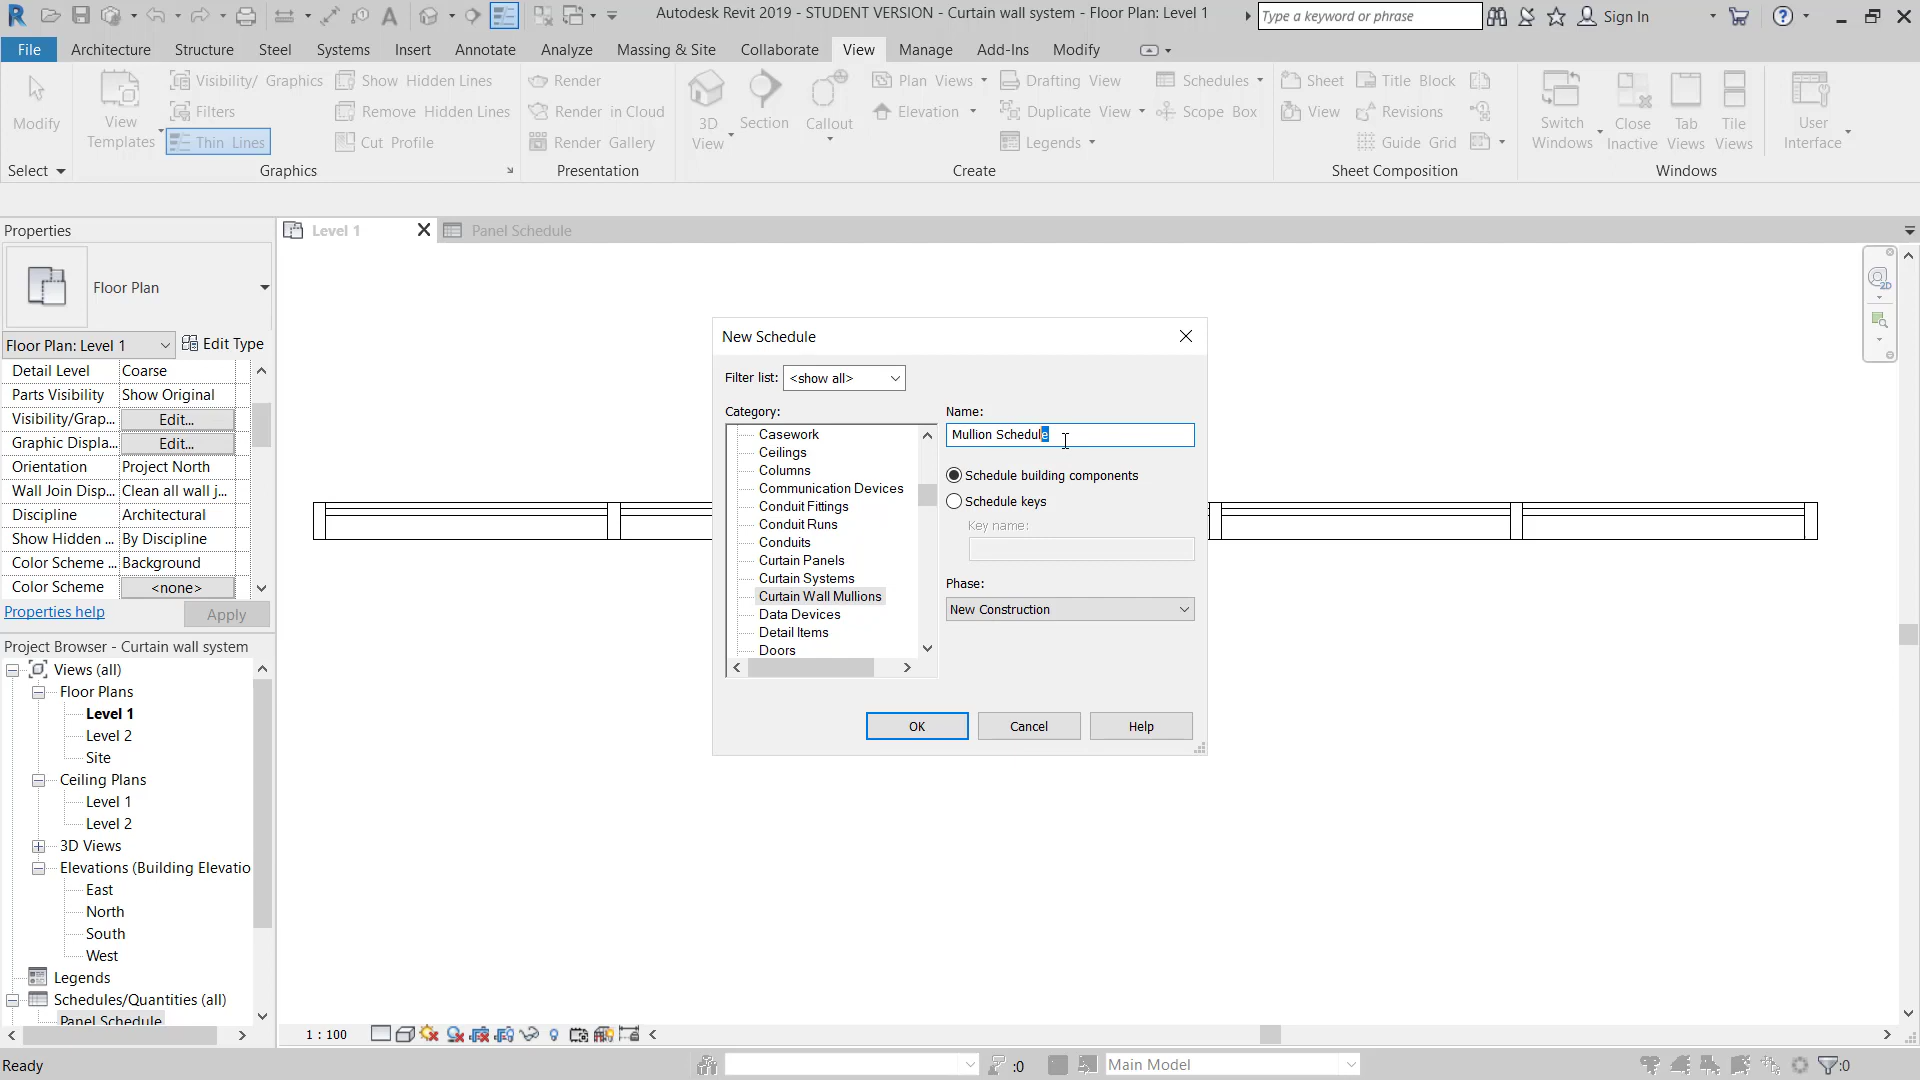 Autodesk Revit 2019 - STUDENT VERSION - Curtain wall system - Floor Plan: Level 1
Type a keyword or phrase
Sign In
File Architecture Structure Steel Systems Insert Annotate Analyze Massing & Site Collaborate View Manage Add-Ins Modify
Modify
View Templates
Visibility/ Graphics
Filters
Thin Lines
Show Hidden Lines
Remove Hidden Lines
Cut Profile
Render
Render in Cloud
Render Gallery
3D View
Section
Callout
Plan Views
Elevation
Drafting View
Duplicate View
Legends
Schedules
Scope Box
Sheet
View
Title Block
Revisions
Guide Grid
Switch Windows
Close Inactive
Tab Views
Tile Views
User Interface
Select
Graphics
Presentation
Create
Sheet Composition
Windows
Properties
Floor Plan
Floor Plan: Level 1
Edit Type
Detail Level Coarse
Parts Visibility Show Original
Visibility/Grap... Edit...
Graphic Displa... Edit...
Orientation Project North
Wall Join Disp... Clean all wall j...
Discipline Architectural
Show Hidden ... By Discipline
Color Scheme ... Background
Color Scheme <none>
Properties help
Apply
Project Browser - Curtain wall system
Views (all)
Floor Plans
Level 1
Level 2
Site
Ceiling Plans
Level 1
Level 2
3D Views
Elevations (Building Elevatio
East
North
South
West
Legends
Schedules/Quantities (all)
Panel Schedule
Level 1
Panel Schedule
2D
New Schedule
Filter list: <show all>
Category:
Casework
Ceilings
Columns
Communication Devices
Conduit Fittings
Conduit Runs
Conduits
Curtain Panels
Curtain Systems
Curtain Wall Mullions
Data Devices
Detail Items
Doors
Name:
Mullion Schedule
Schedule building components
Schedule keys
Key name:
Phase:
New Construction
OK
Cancel
Help
1 : 100
Ready
:0
Main Model
:0